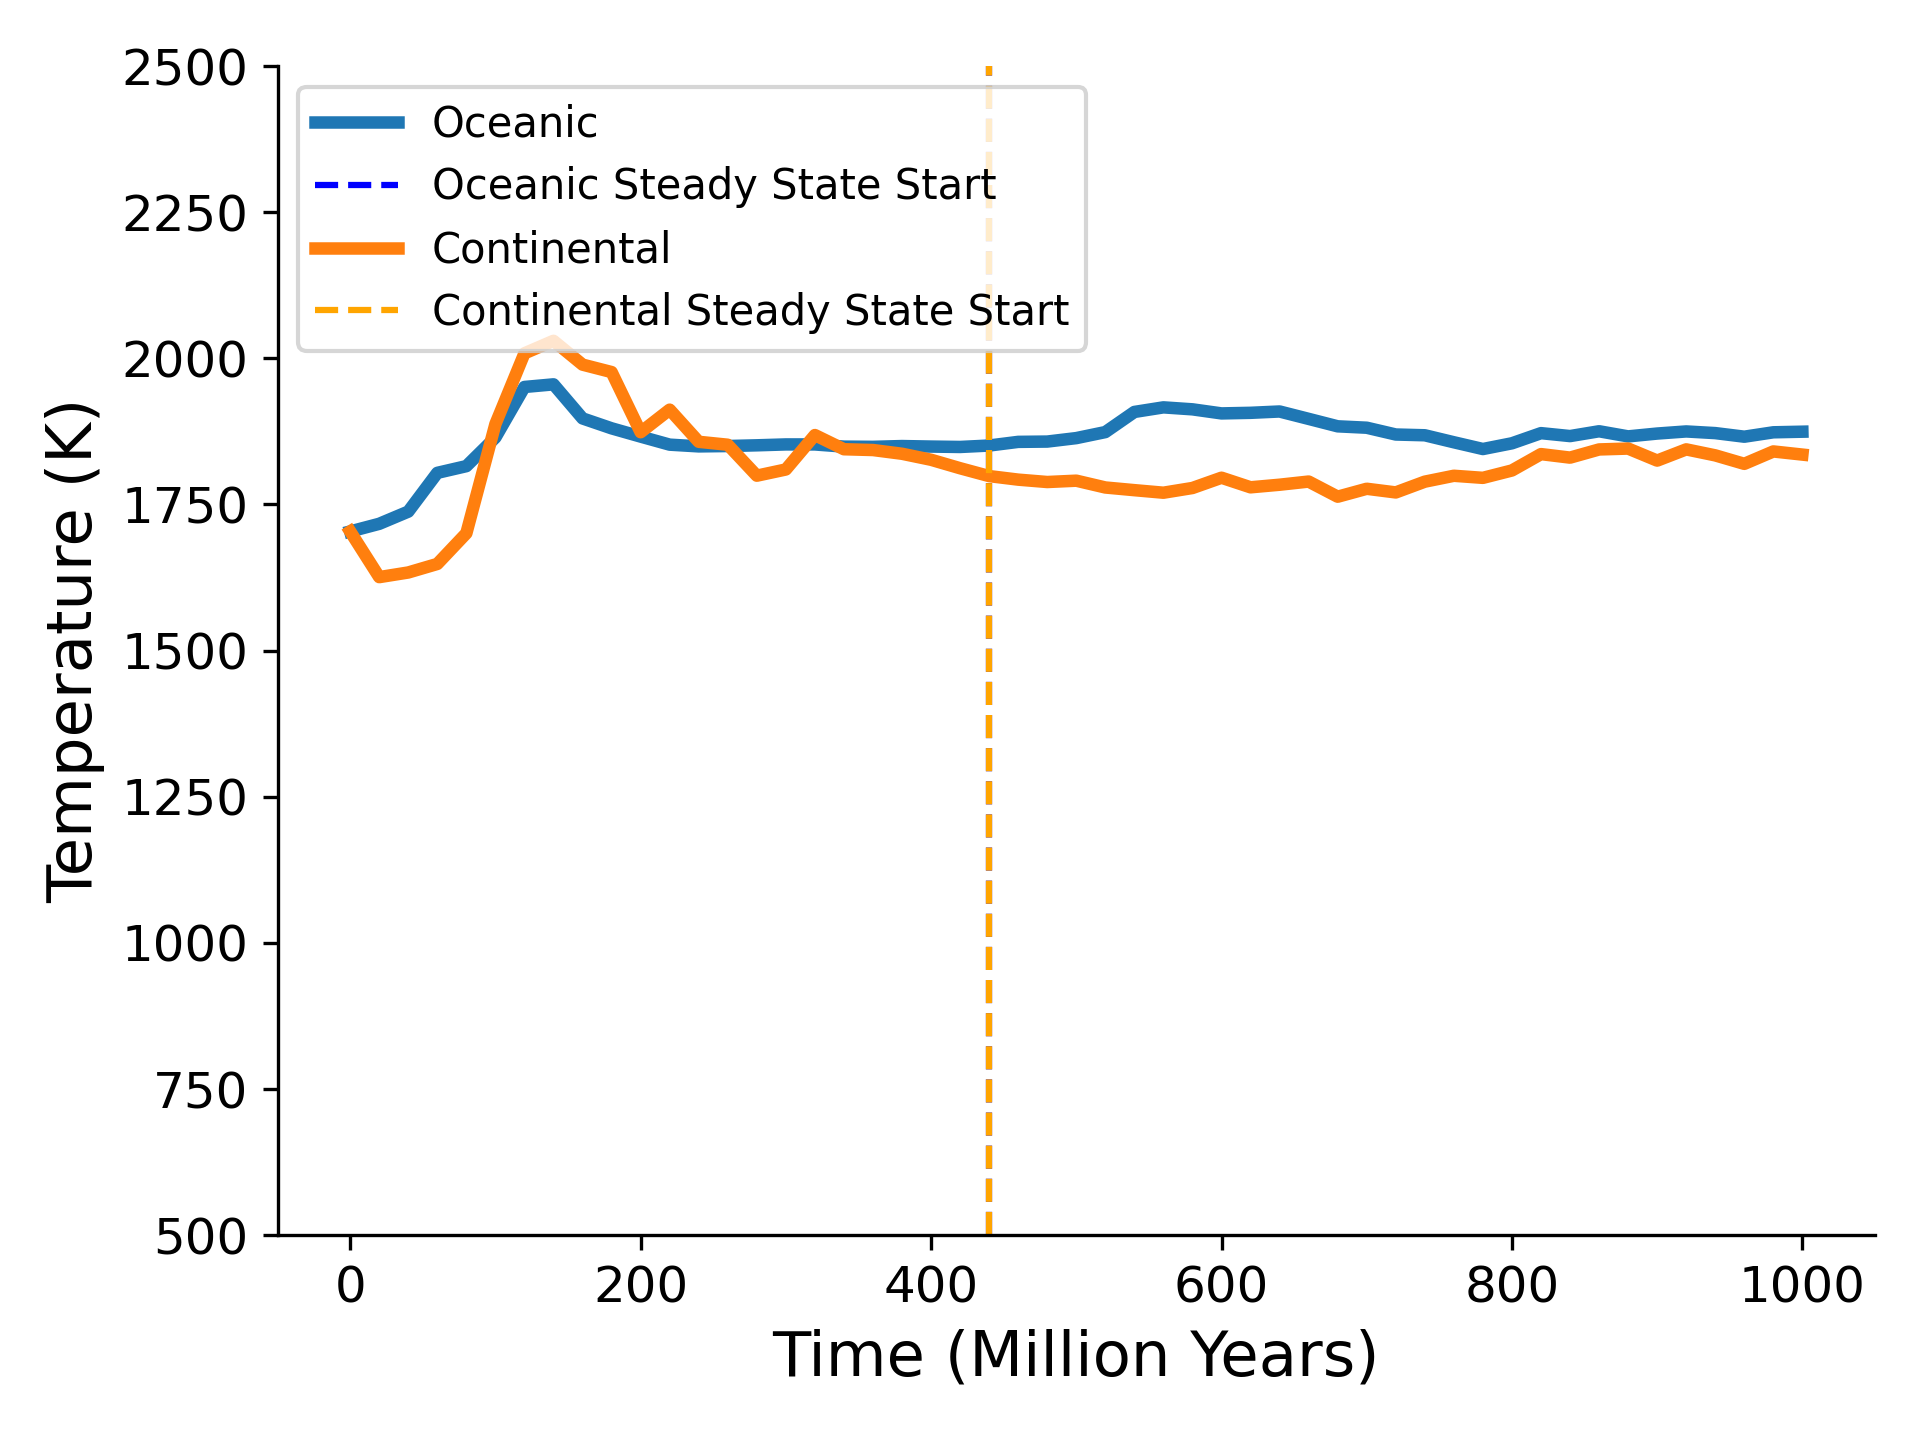 2500
2250
2000
1750
1500
1250
1000
750
500
Temperature (K)
Oceanic
Oceanic Steady State Start
Continental
Continental Steady State Start
0 200 400 600 800 1000
Time (Million Years)